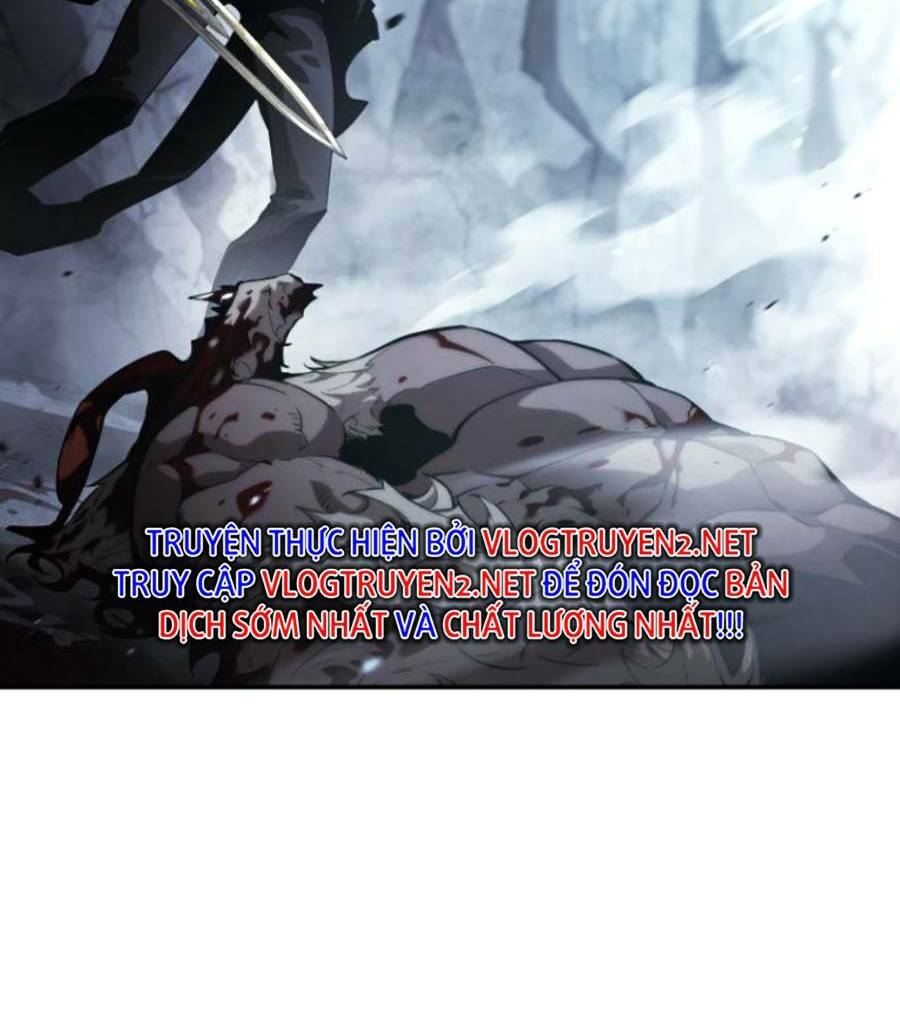 TRUYỆN THỰC HIỆN BỞI VLOGTRUYEN2.NET
TRUY CẬP VLOGTRUYEN2.NET ĐỂ ĐÓN ĐỌC BẢN
DỊCH SỚM NHẤT VÀ CHẤT LƯỢNG NHẤT!!!